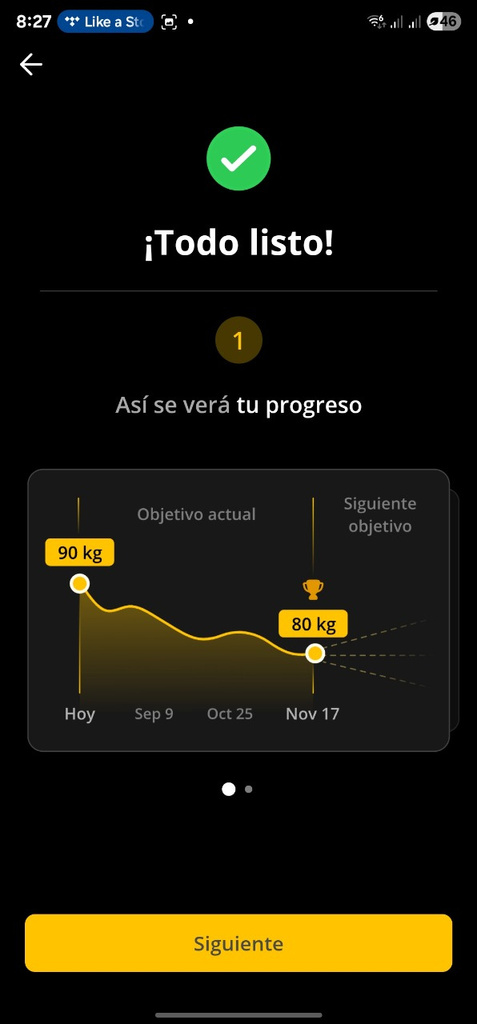 8:27 Like a St 46
¡Todo listo!
1
Así se verá tu progreso
Objetivo actual
Siguiente
objetivo
90 kg
80 kg
Hoy Sep 9 Oct 25 Nov 17
Siguiente